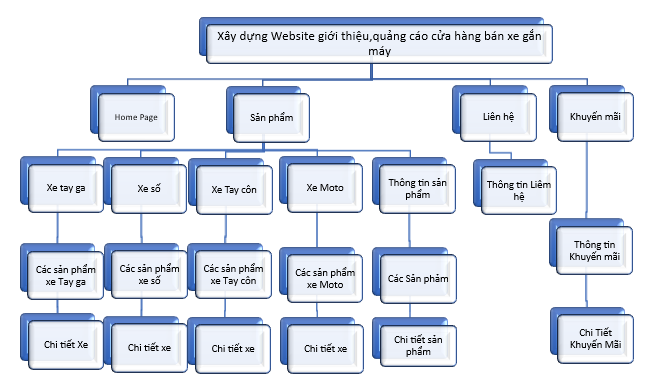 Xây dựng Website giới thiệu,quảng cáo cửa hàng bán xe gắn
máy
Home Page
Sản phẩm
Liên hệ
Khuyến mãi
Xe tay ga
Xe số
Xe Tay côn
Xe Moto
Thông tin sản
phẩm
Thông tin Liêm
hệ
Các sản phẩm
xe Tay ga
Các sản phẩm
xe số
Các sản phẩm
xe Tay côn
Các sản phẩm
xe Moto
Các Sản phảm
Thông tin
Khuyến mãi
Chi tiết Xe
Chi tiết xe
Chi tiết xe
Chi tiết xe
Chi tiết sản
phẩm
Chi Tiết
Khuyến Mãi